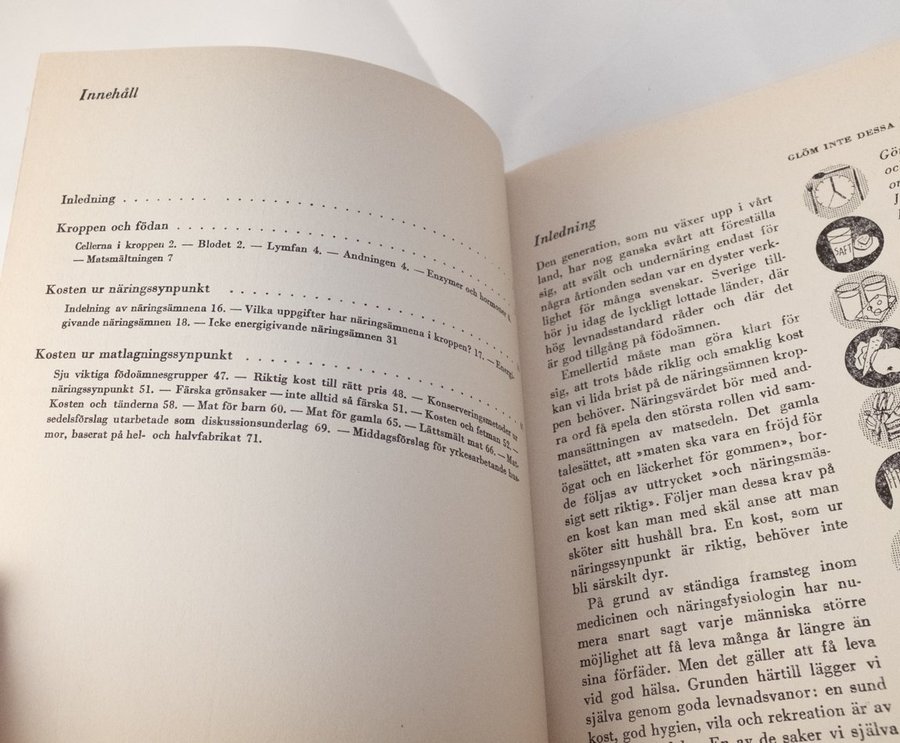 Innehåll
Inledning . . . . . . . . . . . . . . . . . . . . . .
Kroppen och födan . . . . . . . . . . . . . . . . . . . .
Cellerna i kroppen 2. — Blodet 2. — Lymfan 4. — Andningen 4. — Enzymer och hormoner
— Matsmältningen 7
Kosten ur näringssynpunkt . . . . . . . . . . . . . . . .
Indelning av näringsämnena 16. — Vilka uppgifter har näringsämnena i kroppen? 17. — Energi-
givande näringsämnen 18. — Icke energigivande näringsämnen 31
Kosten ur matlagningssynpunkt . . . . . . . . . . . . . .
Sju viktiga födoämnesgrupper 47. — Riktig kost till rätt pris 48. — Konserveringsmetoder ur
näringssynpunkt 51. — Färska grönsaker — inte alltid så färska 51. — Kosten och fetman 52. —
Kosten och tänderna 58. — Mat för barn 60. — Mat för gamla 65. — Lättsmält mat 66. — Mat-
sedelsförslag utarbetade som diskussionsunderlag 69. — Middagsförslag för yrkesarbetande
mor, baserat på hel- och halvfabrikat 71.
GLÖM INTE DESSA
Inledning
Den generation, som nu växer upp i vårt
land, har nog ganska svårt att föreställa
sig, att svält och undernäring endast för
några årtionden sedan var en dyster verk-
lighet för många svenskar. Sverige till-
hör ju idag de lyckligt lottade länder, där
hög levnadsstandard råder och där det
är god tillgång på födoämnen.
Emellertid måste man göra klart för
sig, att trots både riklig och smaklig kost
kan vi lida brist på de näringsämnen krop-
pen behöver. Näringsvärdet bör med and-
ra ord få spela den största rollen vid sam-
mansättningen av matsedeln. Det gamla
talesättet, att »maten ska vara en fröjd för
ögat och en läckerhet för gommen», bor-
de följas av uttrycket »och näringsmäs-
sigt sett riktig». Följer man dessa krav på
en kost kan man med skäl anse att man
sköter sitt hushåll bra. En kost, som ur
näringssynpunkt är riktig, behöver inte
bli särskilt dyr.
På grund av ständiga framsteg inom
medicinen och näringsfysiologin har nu-
mera snart sagt varje människa större
möjlighet att få leva många år längre än
sina förfäder. Men det gäller att få leva
vid god hälsa. Grunden härtill lägger vi
själva genom goda levnadsvanor: en sund
kost, god hygien, vila och rekreation är av
En av de saker vi själva
SAFT